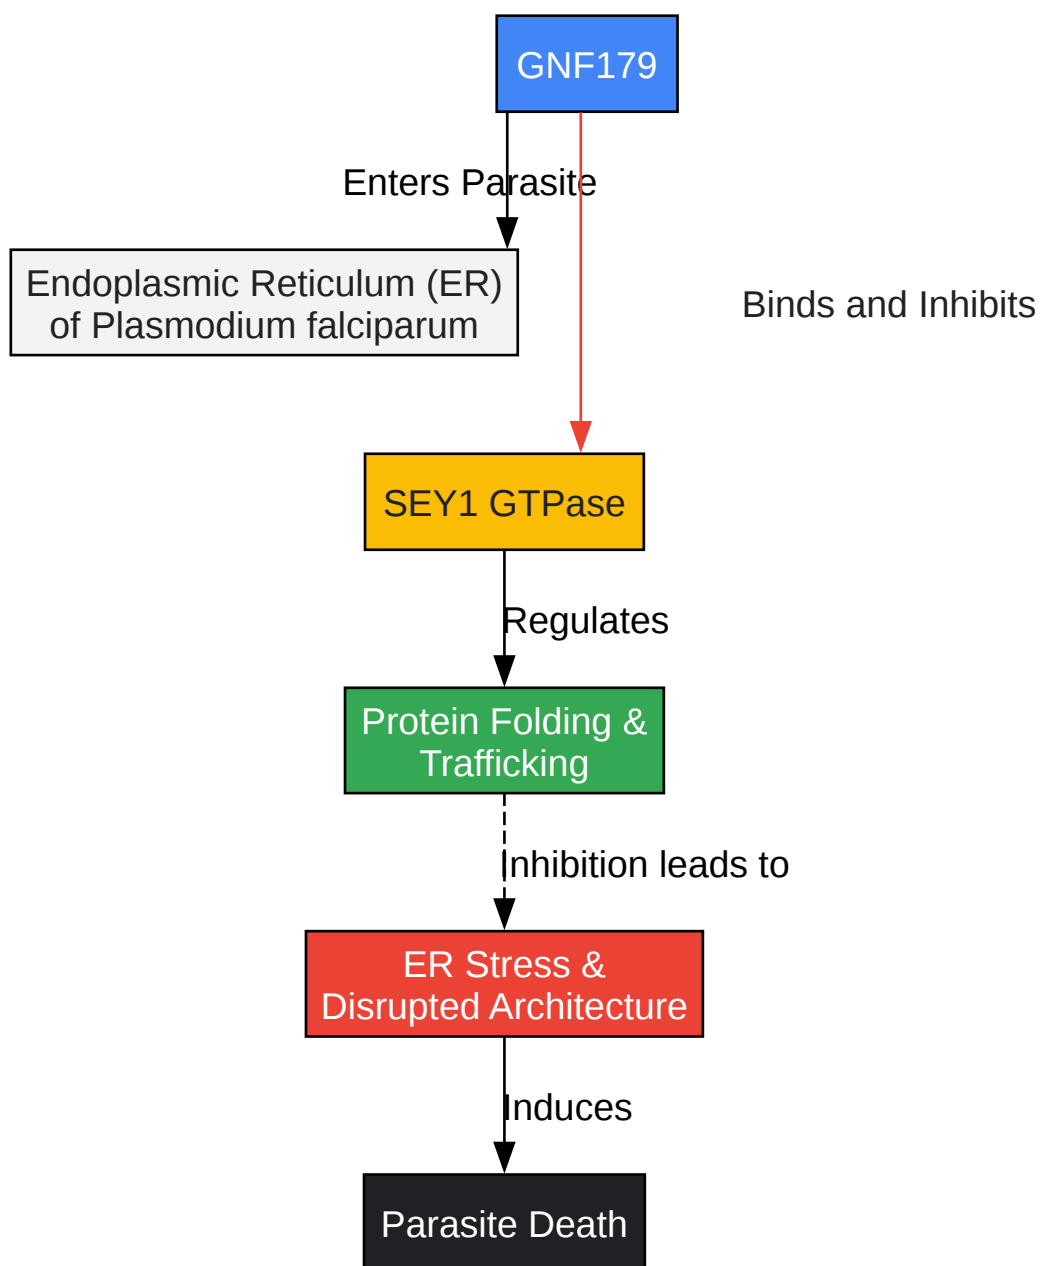 GNF179
Enters Parasite
Endoplasmic Reticulum (ER)
of Plasmodium falciparum
Binds and Inhibits
SEY1 GTPase
Regulates
Protein Folding &
Trafficking
Inhibition leads to
ER Stress &
Disrupted Architecture
Induces
Parasite Death